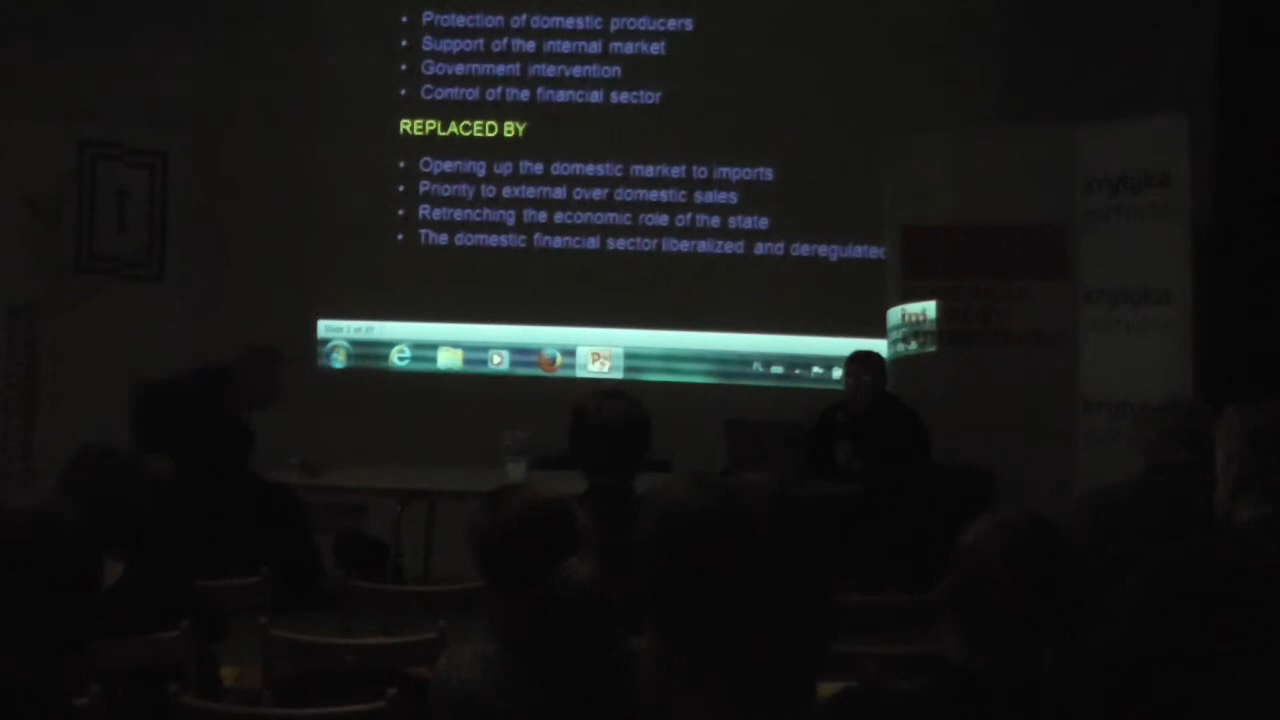 • Protection of domestic producers
• Support of the internal market
• Government intervention
• Control of the financial sector
REPLACED BY
• Opening up the domestic market to imports
• Priority to external over domestic sales
• Retrenching the economic role of the state
• The domestic financial sector liberalized and deregulated
krytyka
krytyka